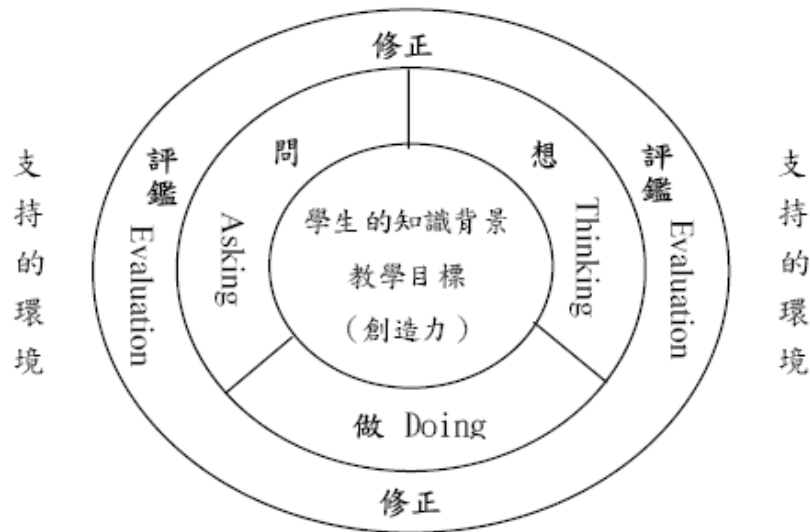 修正
支持的環境
評鑑 Evaluation
問 Asking
想 Thinking
評鑑 Evaluation
支持的環境
學生的知識背景
教學目標
（創造力）
做 Doing
修正